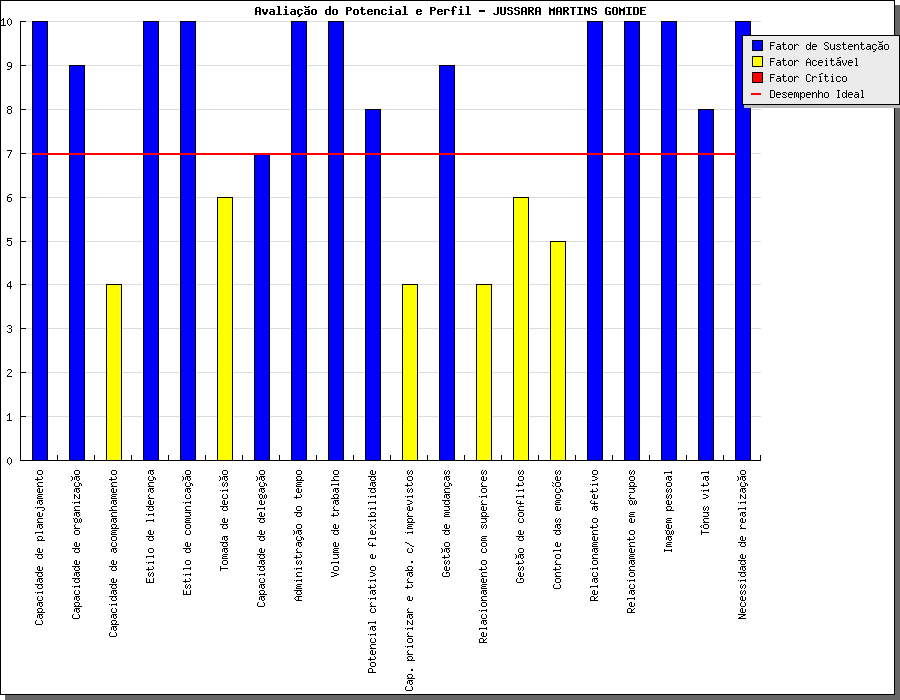 Avaliação do Potencial e Perfil - JUSSARA MARTINS GOMIDE
10
9
8
7
6
5
4
3
2
1
0
Fator de Sustentação
Fator Aceitável
Fator Crítico
Desempenho Ideal
Capacidade de planejamento
Capacidade de organização
Capacidade de acompanhamento
Estilo de liderança
Estilo de comunicação
Tomada de decisão
Capacidade de delegação
Administração do tempo
Volume de trabalho
Potencial criativo e flexibilidade
Cap. priorizar e trab. c/ imprevistos
Gestão de mudanças
Relacionamento com superiores
Gestão de conflitos
Controle das emoções
Relacionamento afetivo
Relacionamento em grupos
Imagem pessoal
Tônus vital
Necessidade de realização